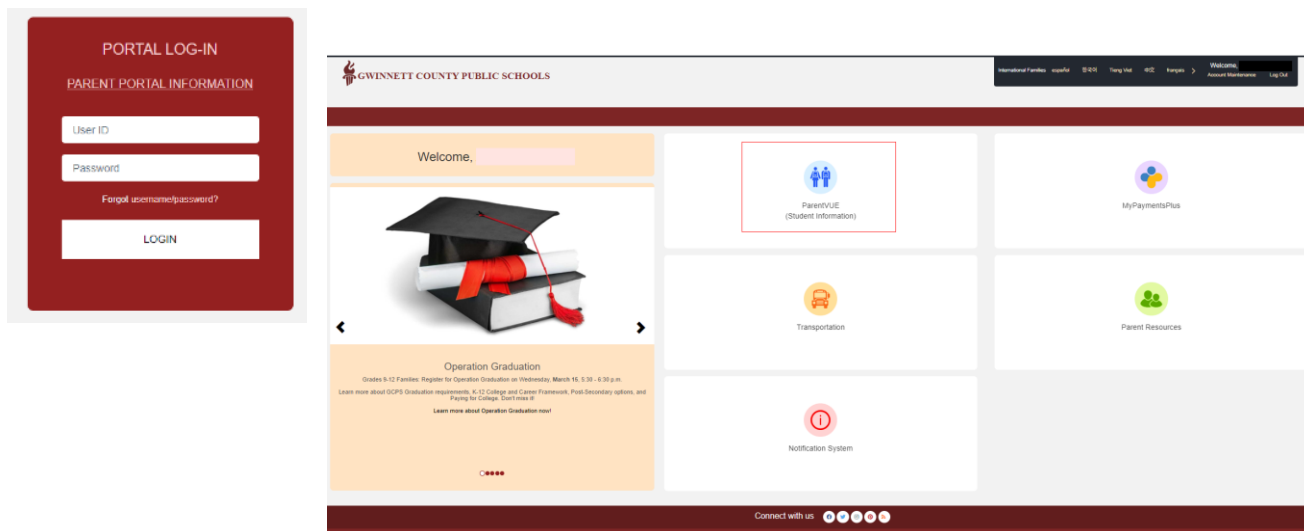 PORTAL LOG-IN
PARENT PORTAL INFORMATION
User ID
Password
Forgot username/password?
LOGIN
GWINNETT COUNTY PUBLIC SCHOOLS
International Families español 한국어 Tieng Viet 中文 français
Welcome,
Account Maintenance Log Out
Welcome,
Operation Graduation
Grades 9-12 Families: Register for Operation Graduation on Wednesday, March 15, 5:30 - 6:30 p.m.
Learn more about GCPS Graduation requirements, K-12 College and Career Framework, Post-Secondary options, and
Paying for College. Don't miss it!
Learn more about Operation Graduation now!
ParentVUE
(Student Information)
MyPaymentsPlus
Transportation
Parent Resources
Notification System
Connect with us